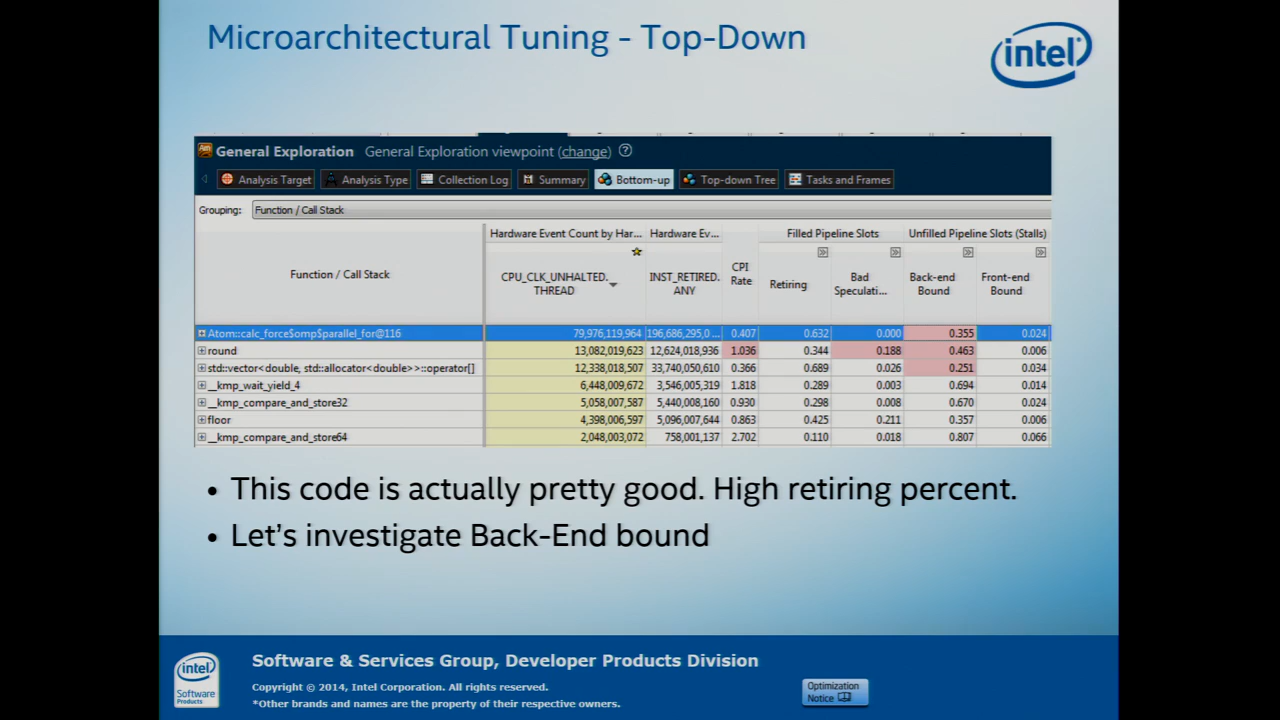 Microarchitectural Tuning - Top-Down
intel
General Exploration General Exploration viewpoint (change) ?
Analysis Target Analysis Type Collection Log Summary Bottom-up Top-down Tree Tasks and Frames
Grouping: Function / Call Stack
Function / Call Stack Hardware Event Count by Har... Hardware Ev... CPI Rate Filled Pipeline Slots Unfilled Pipeline Slots (Stalls)
CPU_CLK_UNHALTED.THREAD INST_RETIRED.ANY Retiring Bad Speculati... Back-end Bound Front-end Bound
Atom::calc_force$omp$parallel_for@116 79,976,119,964 196,686,295,0... 0.407 0.632 0.000 0.355 0.024
round 13,082,019,623 12,624,018,936 1.036 0.344 0.188 0.463 0.006
std::vector<double, std::allocator<double>>::operator[] 12,338,018,507 33,740,050,610 0.366 0.689 0.026 0.251 0.034
__kmp_wait_yield_4 6,448,009,672 3,546,005,319 1.818 0.289 0.003 0.694 0.014
__kmp_compare_and_store32 5,058,007,587 5,440,008,160 0.930 0.298 0.008 0.670 0.024
floor 4,398,006,597 5,096,007,644 0.863 0.425 0.211 0.357 0.006
__kmp_compare_and_store64 2,048,003,072 758,001,137 2.702 0.110 0.018 0.807 0.066
• This code is actually pretty good. High retiring percent.
• Let's investigate Back-End bound
intel Software Products
Software & Services Group, Developer Products Division
Copyright © 2014, Intel Corporation. All rights reserved.
*Other brands and names are the property of their respective owners.
Optimization
Notice